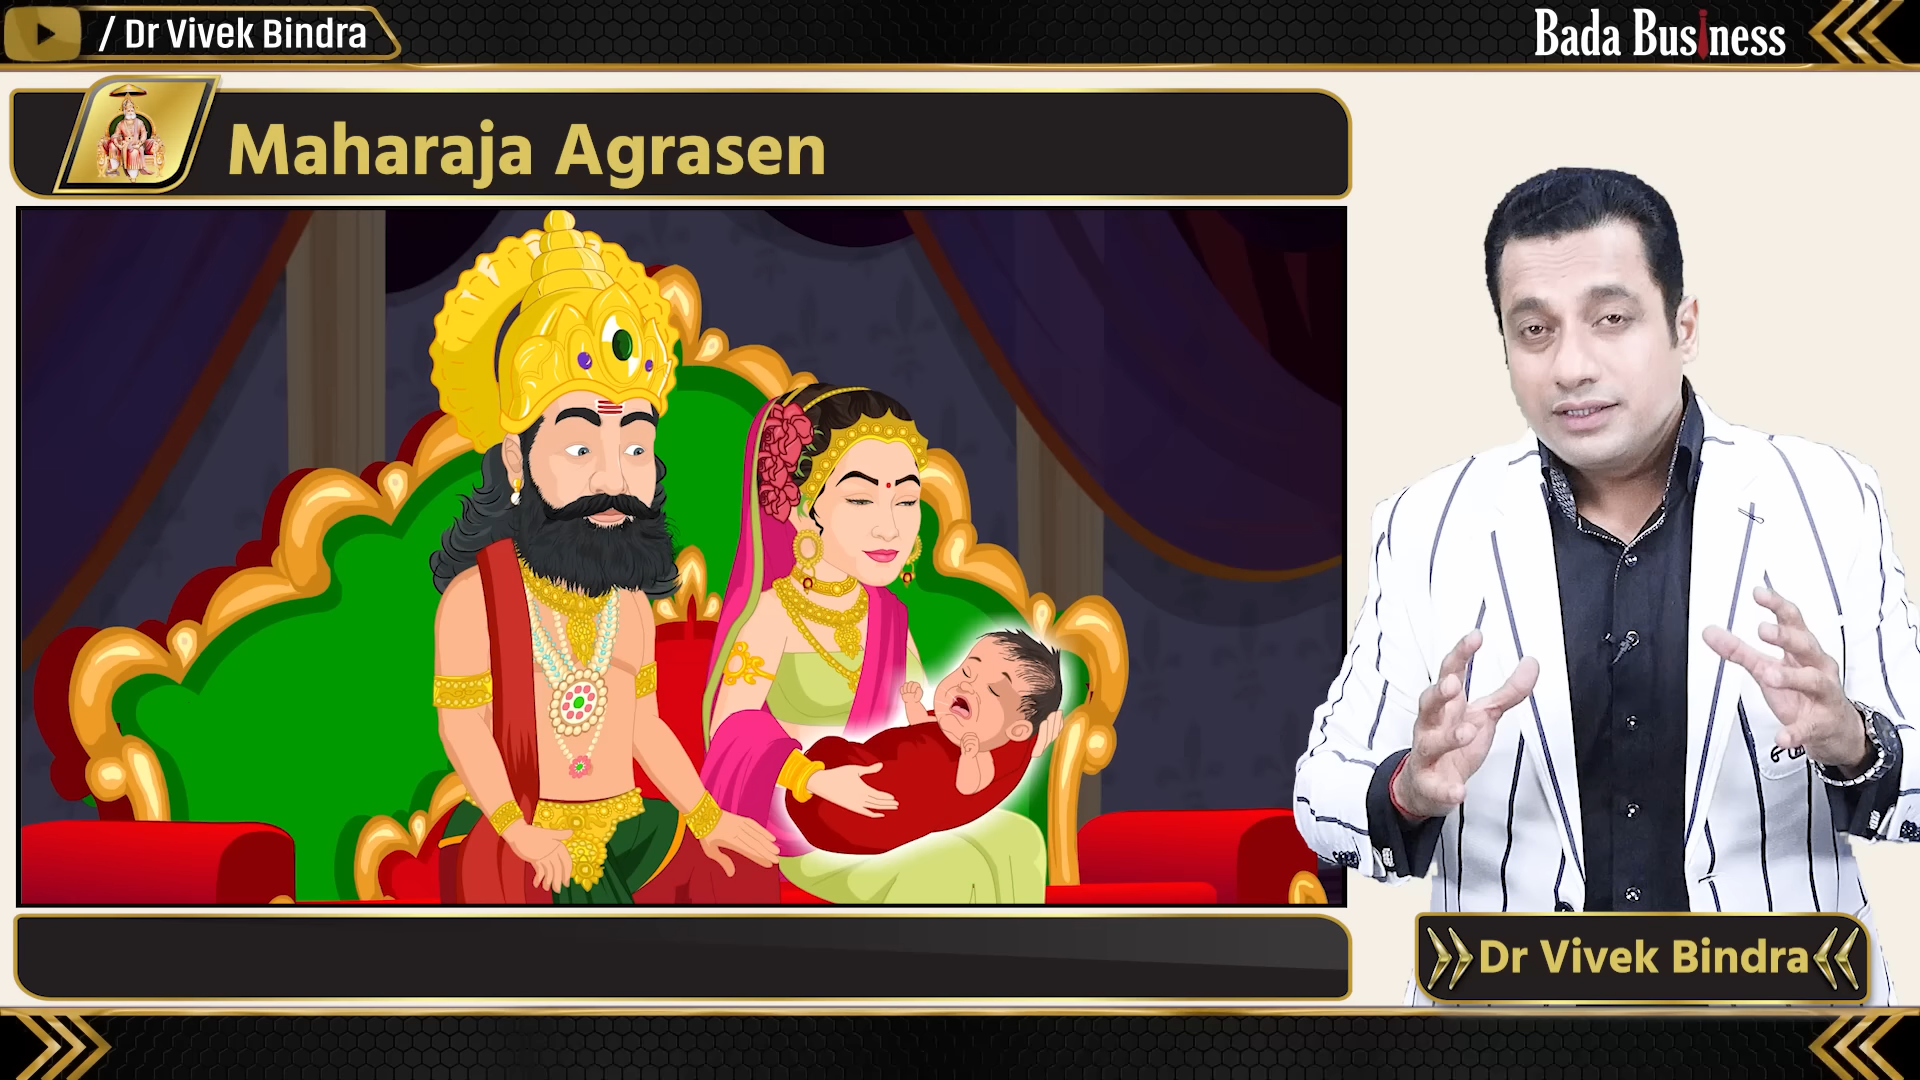 / Dr Vivek Bindra
Bada Business
Maharaja Agrasen
Dr Vivek Bindra